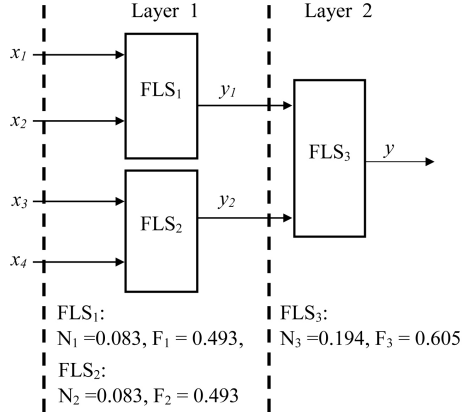 Layer 1
Layer 2
x1
x2
x3
x4
FLS1
FLS2
y1
y2
FLS3
y
FLS1:
N1 =0.083, F1 = 0.493,
FLS2:
N2 =0.083, F2 = 0.493
FLS3:
N3 =0.194, F3 = 0.605